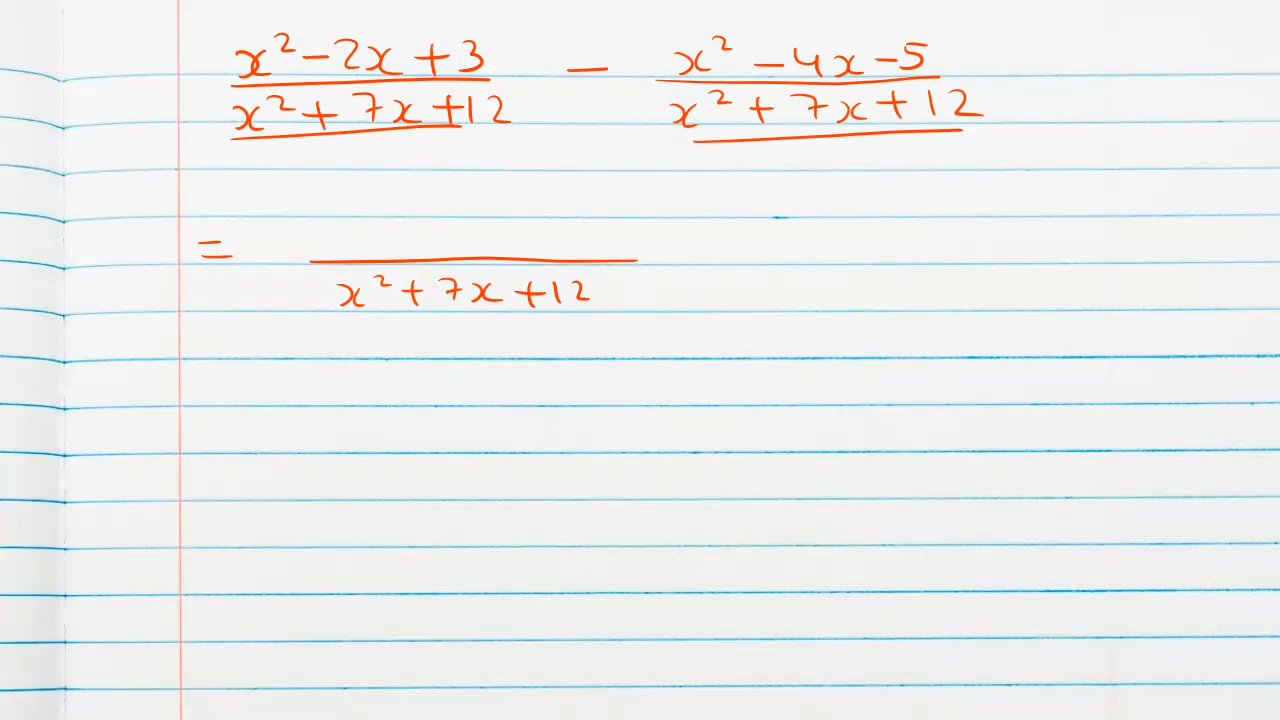 x² - 2x + 3 - x² - 4x - 5
x² + 7x + 12 x² + 7x + 12
=
x² + 7x + 12